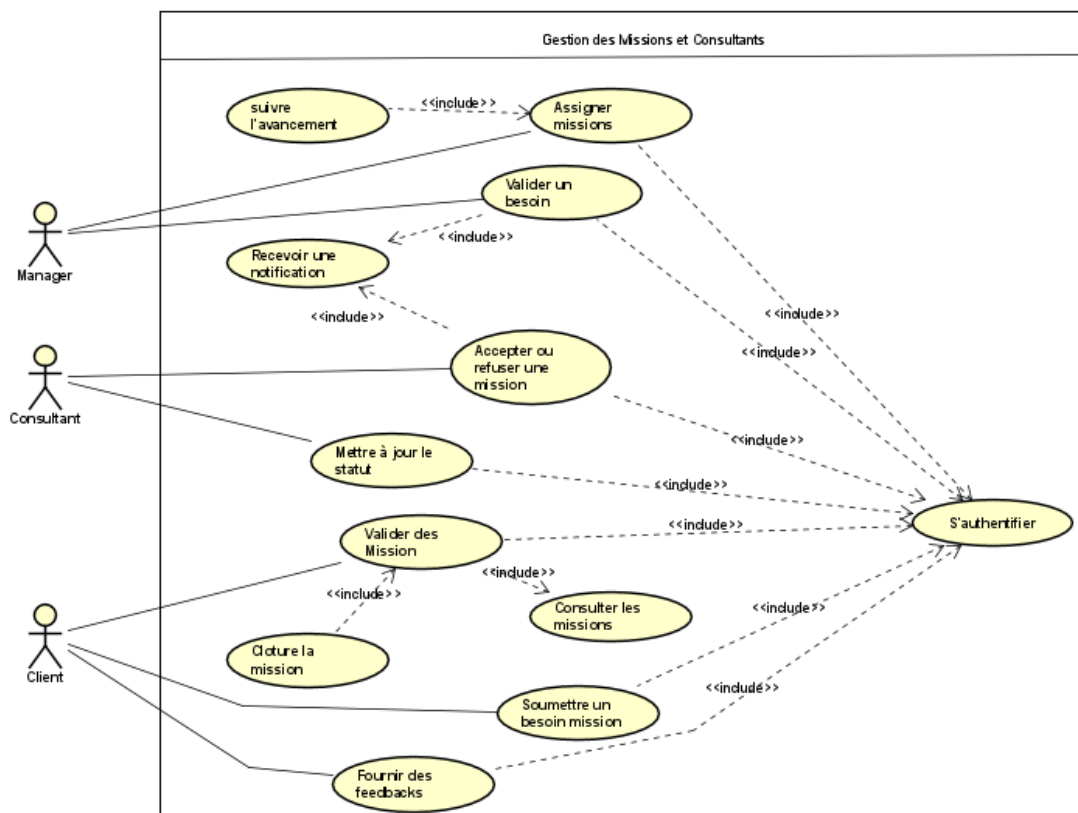 Gestion des Missions et Consultants
suivre
l'avancement
<<include>>
Assigner
missions
Valider un
besoin
<<include>>
Manager
Recevoir une
notification
<<include>>
<<include>>
<<include>>
Accepter ou
refuser une
mission
Consultant
<<include>>
Mettre à jour le
statut
<<include>>
S'authentifier
Valider des
Mission
<<include>>
<<include>>
<<include>>
Consulter les
missions
<<include>>
Cloture la
mission
Client
<<include>>
Soumettre un
besoin mission
Fournir des
feedbacks